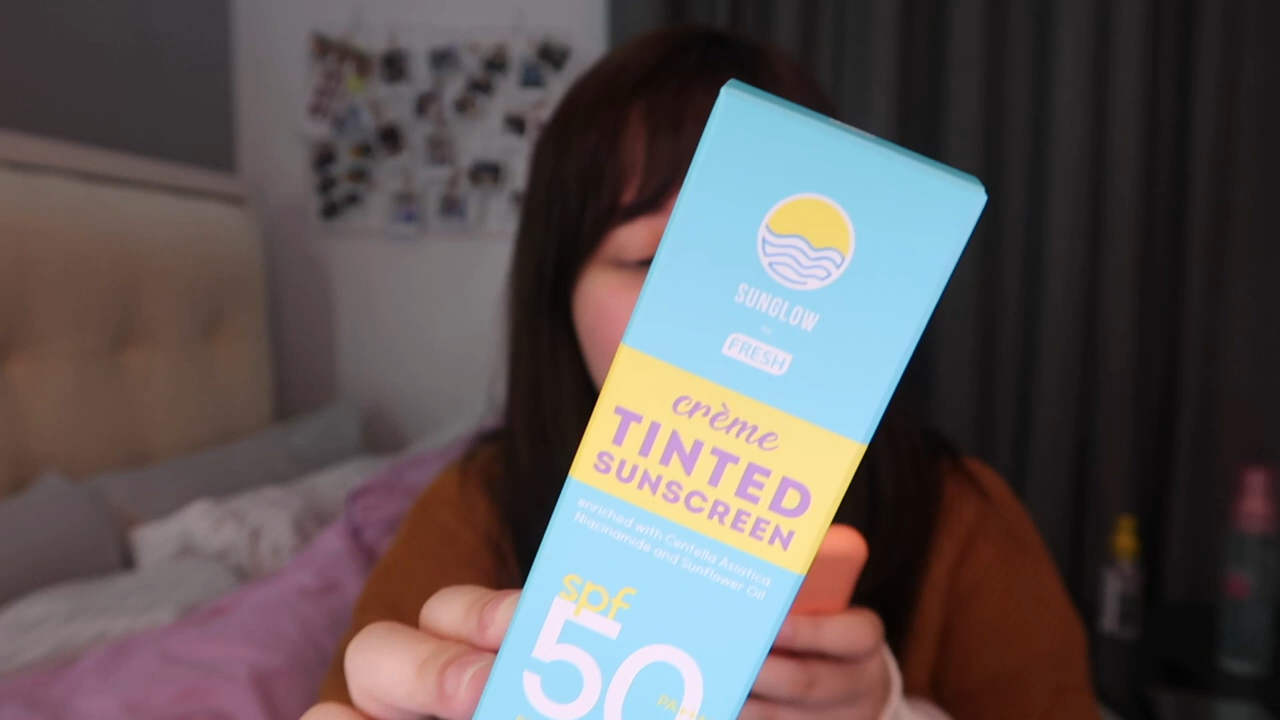 SUNGLOW
by
FRESH
crème
TINTED
SUNSCREEN
enriched with Centella Asiatica
Niacinamide and Sunflower Oil
spf
50